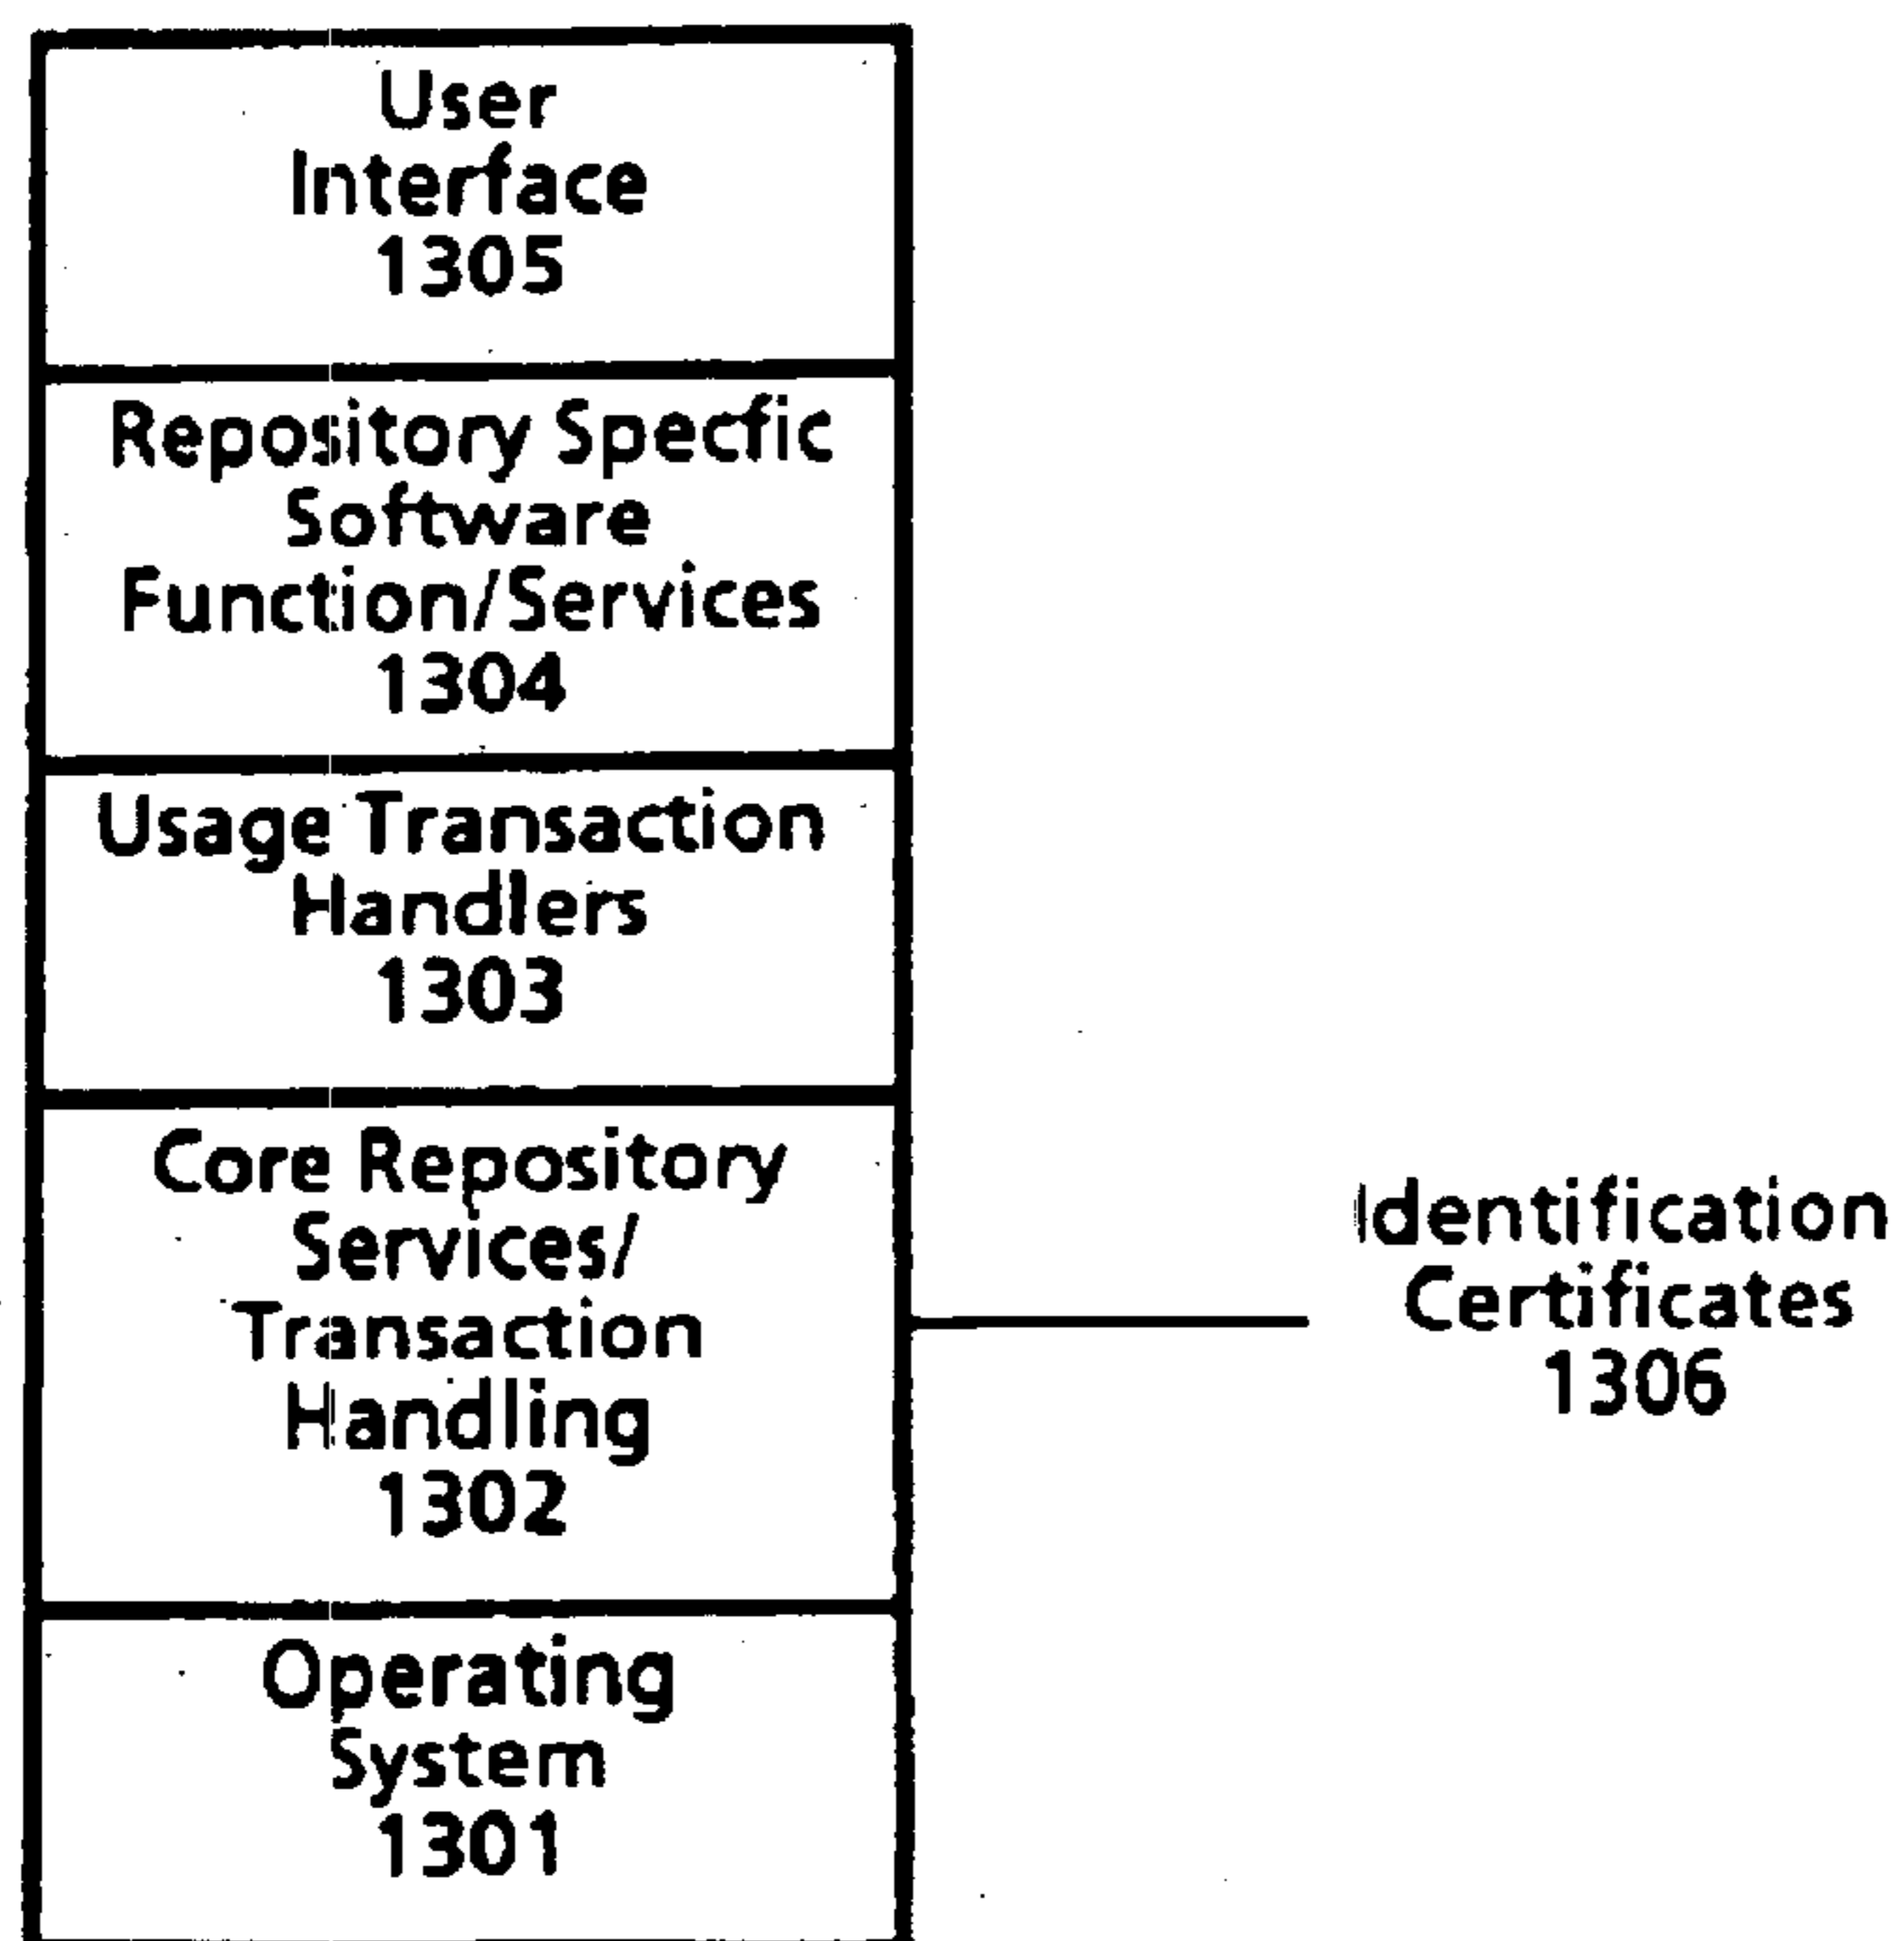 User
Interface
1305
Repository Specfic
Software
Function/Services
1304
Usage Transaction
Handlers
1303
Core Repository
Services/
Transaction
Handling
1302
Identification
Certificates
1306
Operating
System
1301